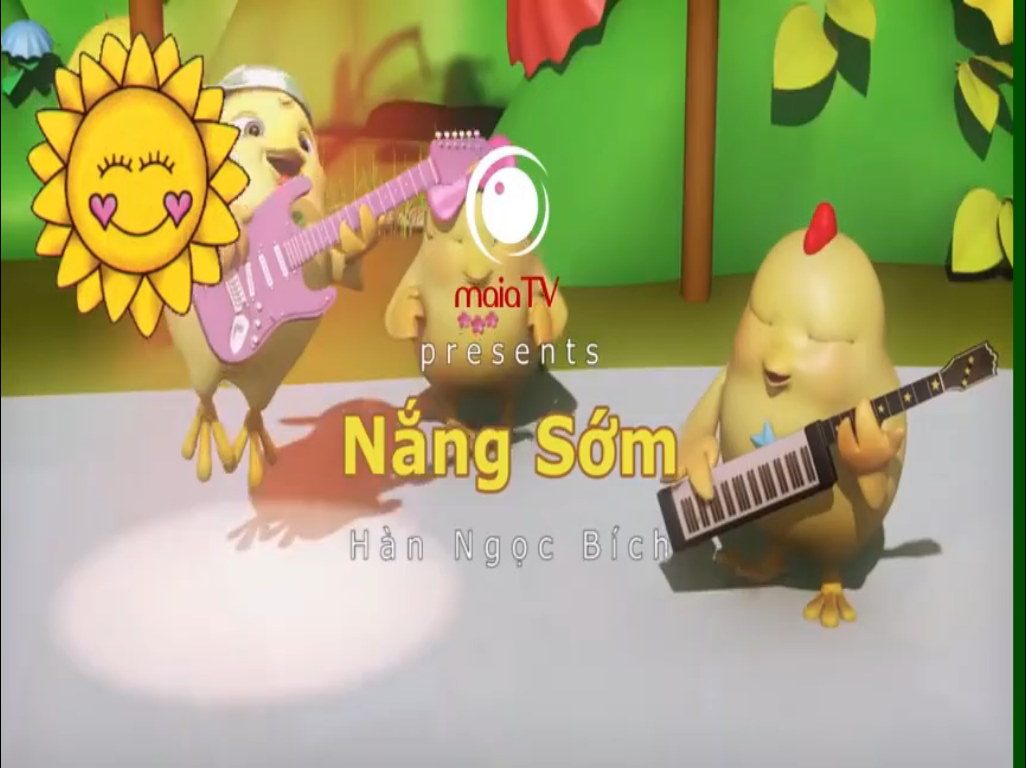 maiaTV
presents
Nắng Sớm
Hàn Ngọc Bích